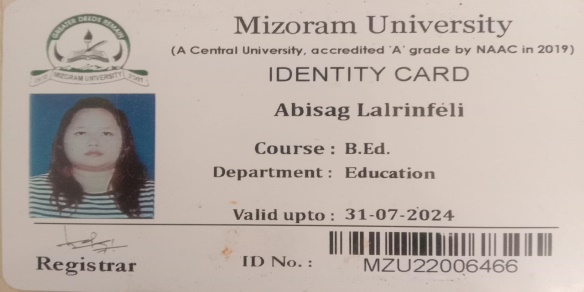 GREATER DEEDS REMAIN
MIZORAM UNIVERSITY
Mizoram University
(A Central University, accredited 'A' grade by NAAC in 2019)
IDENTITY CARD
Abisag Lalrinfeli
Course : B.Ed.
Department : Education
Valid upto : 31-07-2024
Registrar
ID No. :
MZU22006466